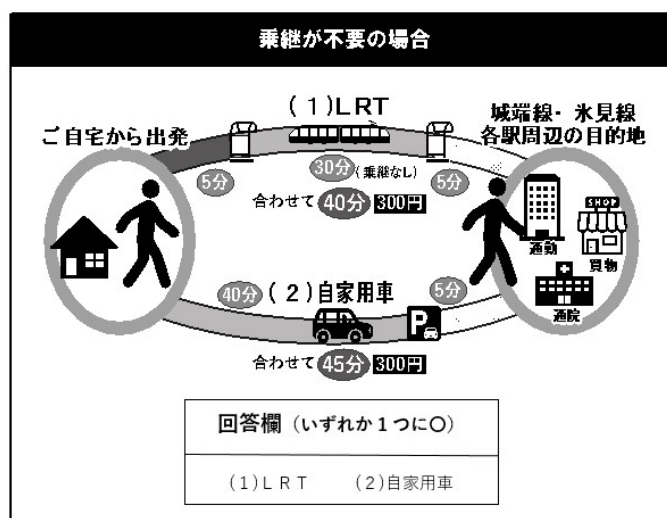 乗継が不要の場合
(1)LRT
ご自宅から出発
城端線・氷見線
各駅周辺の目的地
5分
30分(乗継なし)
5分
合わせて 40分 300円
SHOP
通勤
買物
通院
40分 (2)自家用車
5分
P
合わせて 45分 300円
回答欄(いずれか1つに〇)
(1)LRT (2)自家用車